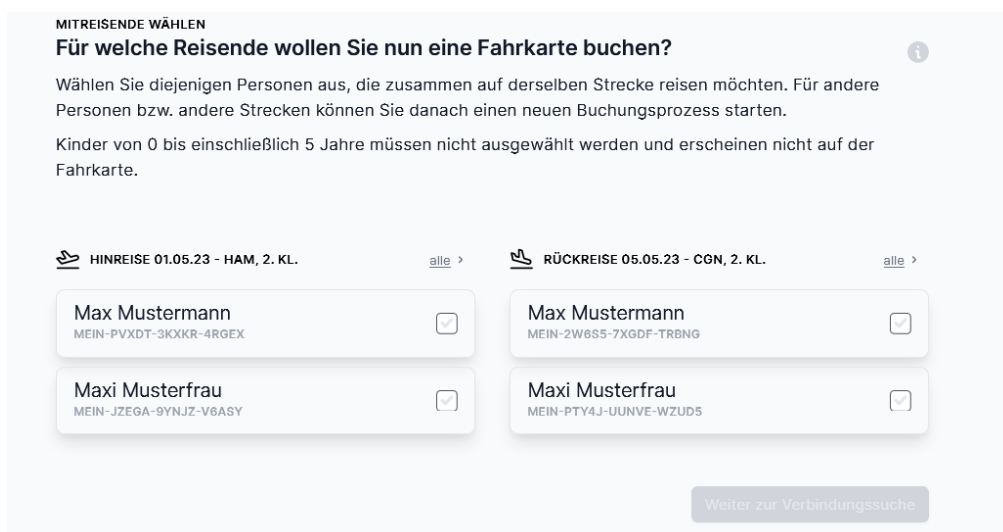 MITREISENDE WÄHLEN
Für welche Reisende wollen Sie nun eine Fahrkarte buchen?
Wählen Sie diejenigen Personen aus, die zusammen auf derselben Strecke reisen möchten. Für andere
Personen bzw. andere Strecken können Sie danach einen neuen Buchungsprozess starten.
Kinder von 0 bis einschließlich 5 Jahre müssen nicht ausgewählt werden und erscheinen nicht auf der
Fahrkarte.
HINREISE 01.05.23 - HAM, 2. KL.
alle >
Max Mustermann
MEIN-PVXDT-3KXKR-4RGEX
Maxi Musterfrau
MEIN-JZEGA-9YNJZ-V6ASY
RÜCKREISE 05.05.23 - CGN, 2. KL.
alle >
Max Mustermann
MEIN-2W6S5-7XGDF-TRBNG
Maxi Musterfrau
MEIN-PTY4J-UUNVE-WZUD5
Weiter zur Verbindungssuche